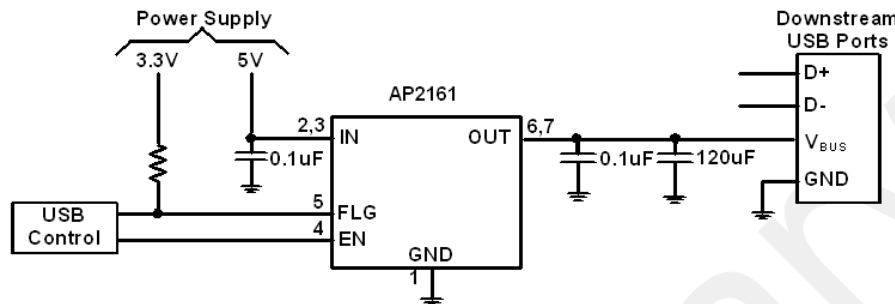 Power Supply
3.3V 5V
Downstream
USB Ports
D+
D-
VBUS
GND
AP2161
2,3 IN
OUT 6,7
0.1uF
0.1uF
120uF
5 FLG
4 EN
GND
1
USB
Control